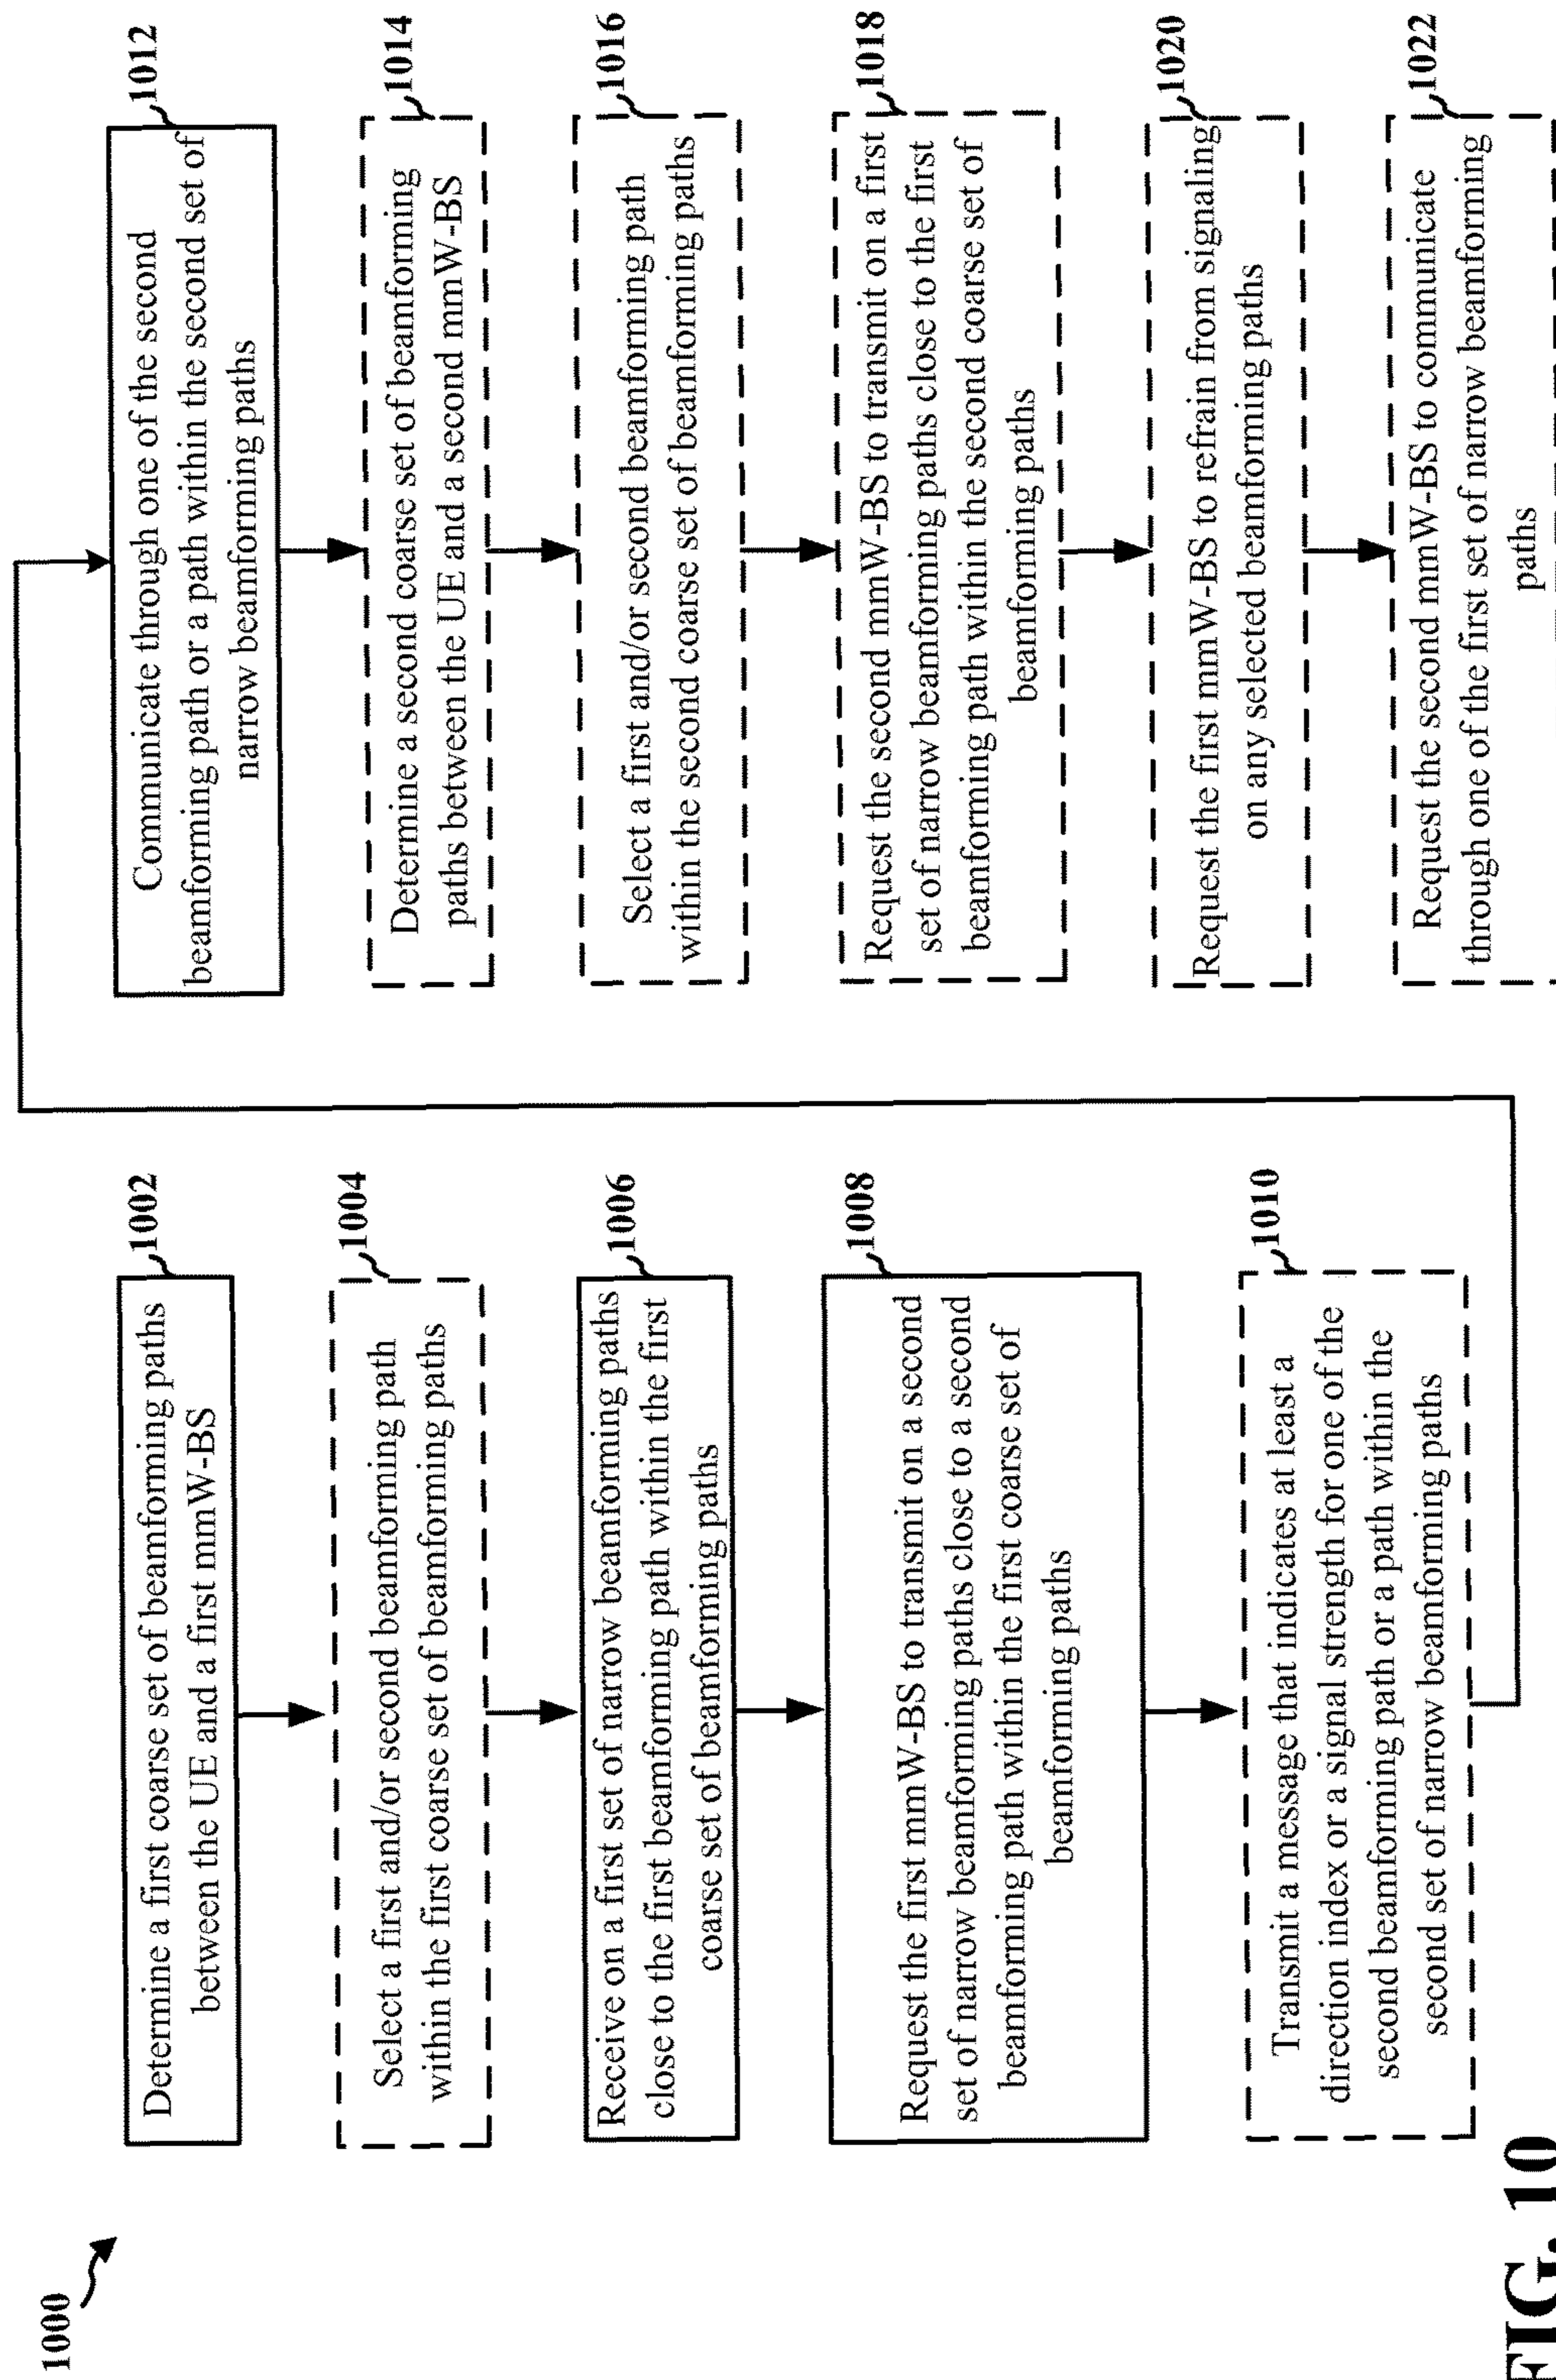 1000
1002
Determine a first coarse set of beamforming paths
between the UE and a first mmW-BS
1004
Select a first and/or second beamforming path
within the first coarse set of beamforming paths
1006
Receive on a first set of narrow beamforming paths
close to the first beamforming path within the first
coarse set of beamforming paths
1008
Request the first mmW-BS to transmit on a second
set of narrow beamforming paths close to a second
beamforming path within the first coarse set of
beamforming paths
1010
Transmit a message that indicates at least a
direction index or a signal strength for one of the
second beamforming path or a path within the
second set of narrow beamforming paths
1012
Communicate through one of the second
beamforming path or a path within the second set of
narrow beamforming paths
1014
Determine a second coarse set of beamforming
paths between the UE and a second mmW-BS
1016
Select a first and/or second beamforming path
within the second coarse set of beamforming paths
1018
Request the second mmW-BS to transmit on a first
set of narrow beamforming paths close to the first
beamforming path within the second coarse set of
beamforming paths
1020
Request the first mmW-BS to refrain from signaling
on any selected beamforming paths
1022
Request the second mmW-BS to communicate
through one of the first set of narrow beamforming
paths
FIG. 10